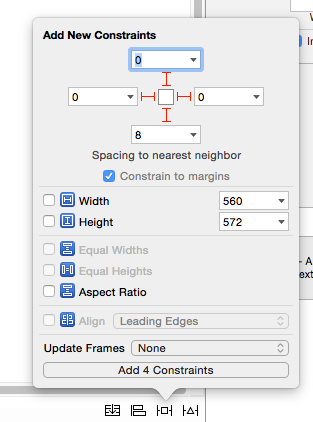 Add New Constraints
0
0
0
8
Spacing to nearest neighbor
Constrain to margins
Width
560
Height
572
Equal Widths
Equal Heights
Aspect Ratio
Align
Leading Edges
Update Frames
None
Add 4 Constraints
In
- A
ext